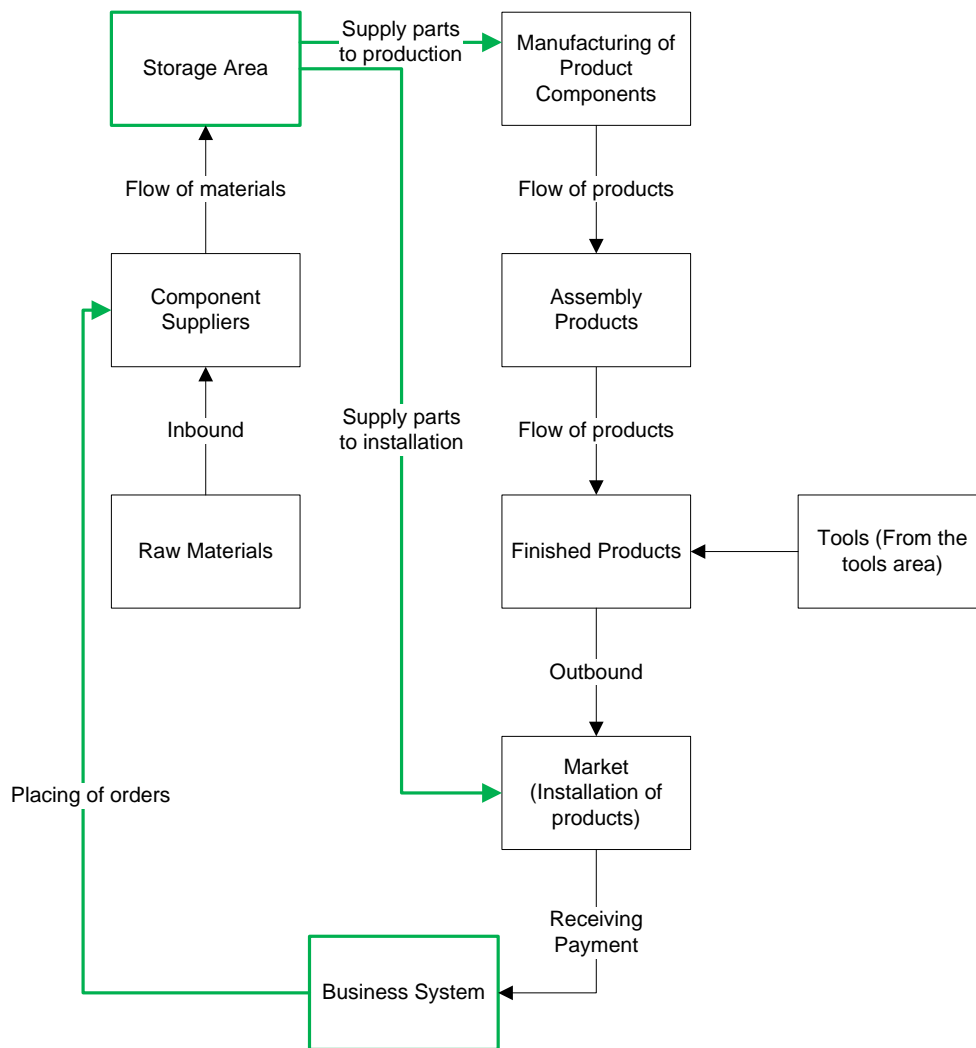 Supply parts
to production
Storage Area
Manufacturing of
Product
Components
Flow of materials
Flow of products
Component
Suppliers
Assembly
Products
Inbound
Supply parts
to installation
Flow of products
Raw Materials
Finished Products
Tools (From the
tools area)
Outbound
Placing of orders
Market
(Installation of
products)
Receiving
Payment
Business System